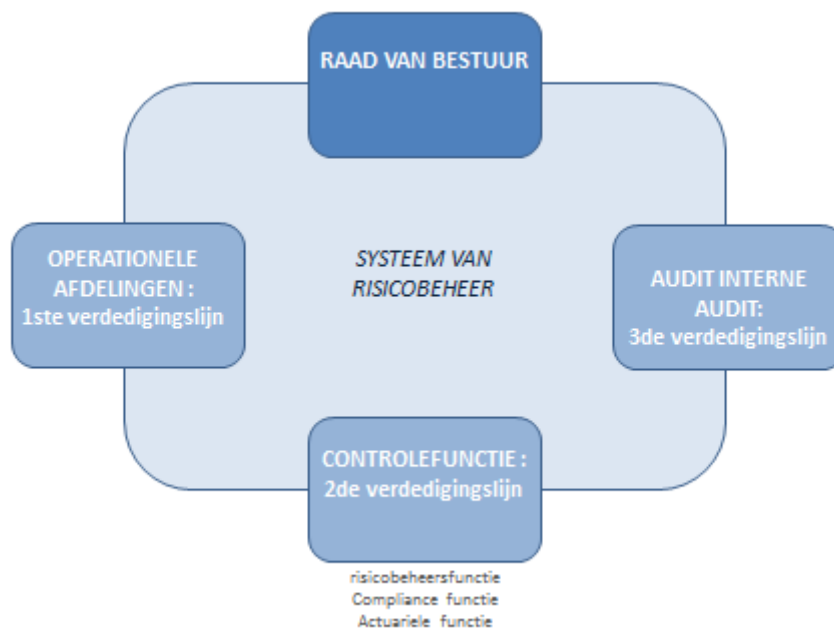 RAAD VAN BESTUUR
OPERATIONELE
AFDELINGEN :
1ste verdedigingslijn
SYSTEEM VAN
RISICOBEHEER
AUDIT INTERNE
AUDIT:
3de verdedigingslijn
CONTROLEFUNCTIE :
2de verdedigingslijn
risicobeheersfunctie
Compliance functie
Actuariele functie